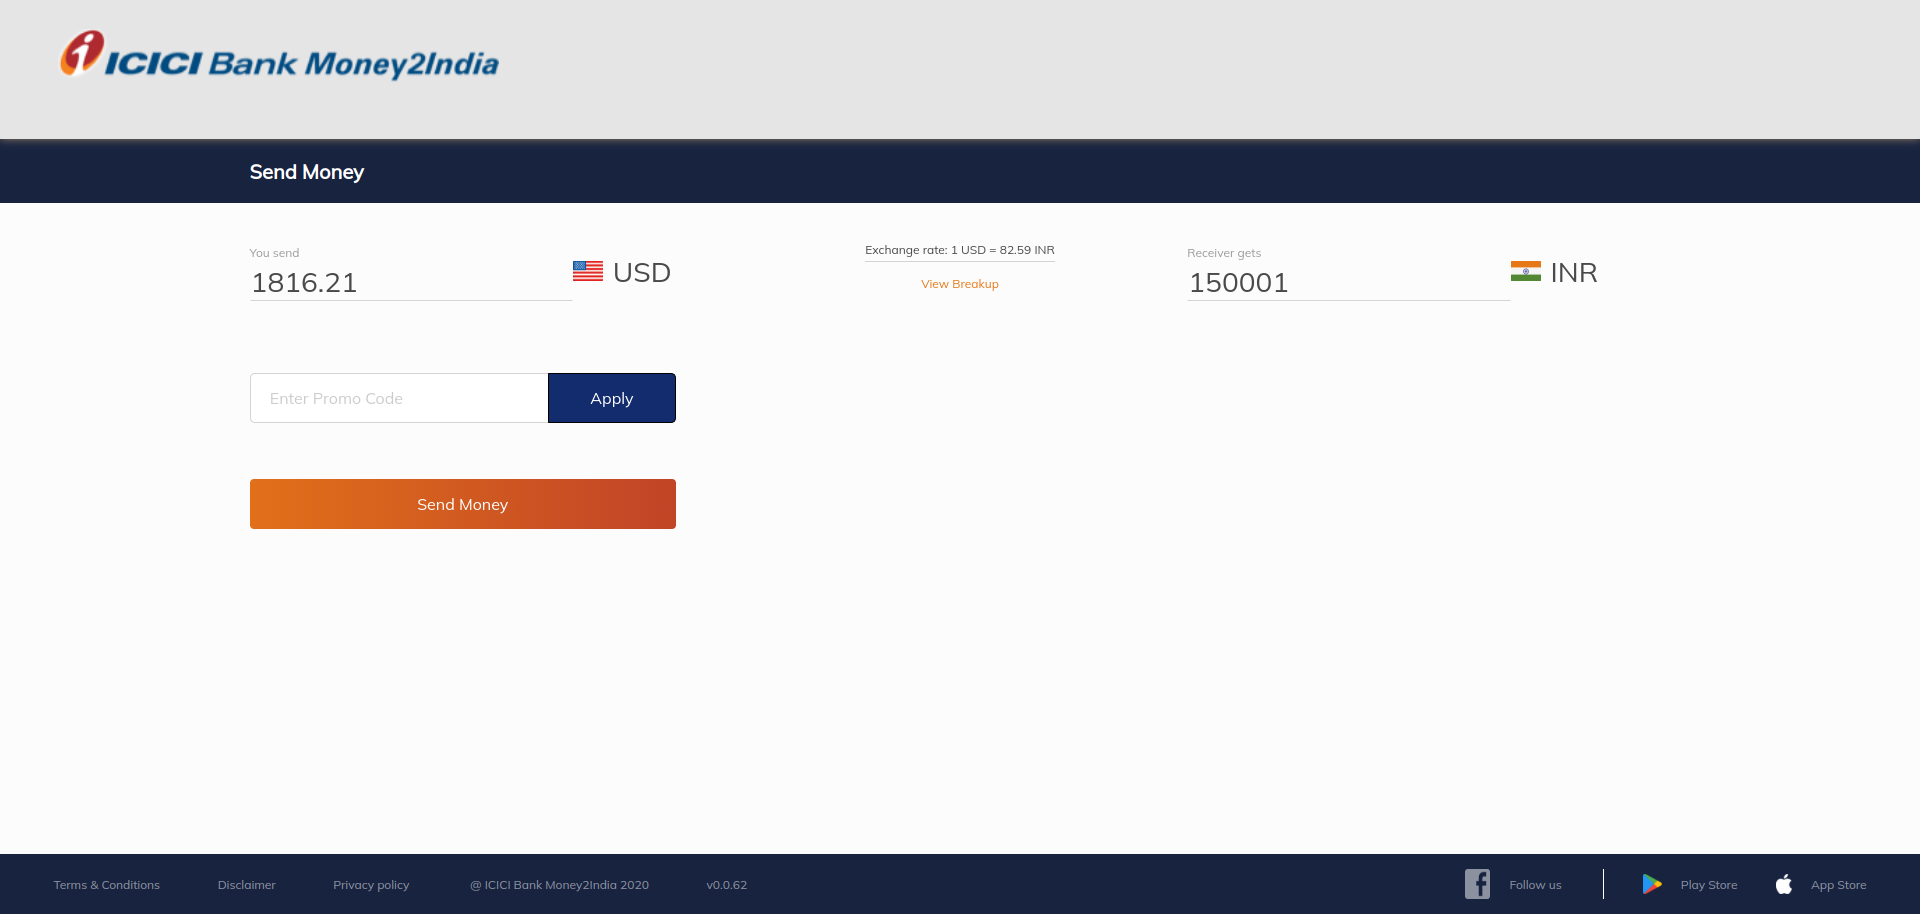 ICICI Bank Money2India
Send Money
You send
1816.21
USD
Exchange rate: 1 USD = 82.59 INR
View Breakup
Receiver gets
150001
INR
Enter Promo Code
Apply
Send Money
Terms & Conditions
Disclaimer
Privacy policy
@ ICICI Bank Money2India 2020
v0.0.62
Follow us
Play Store
App Store